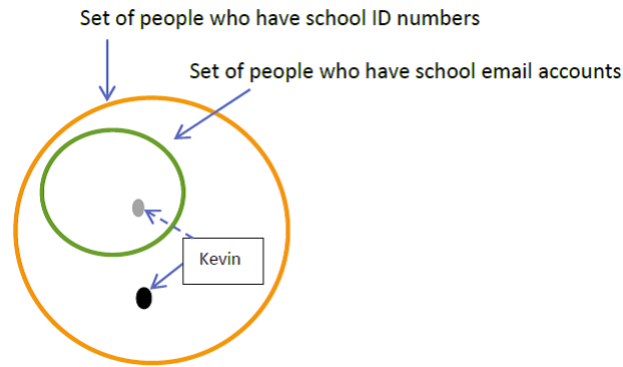 Set of people who have school ID numbers
Set of people who have school email accounts
Kevin